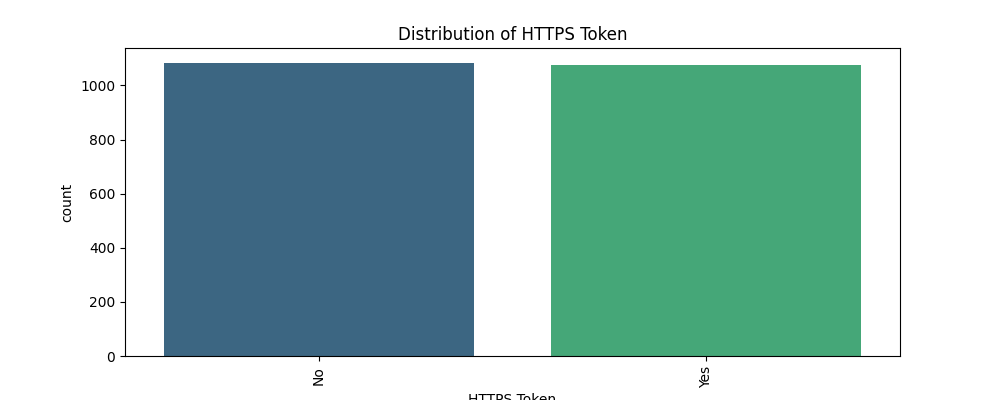 Distribution of HTTPS Token
1000
800
600
400
200
0
count
No
Yes
HTTPS Token